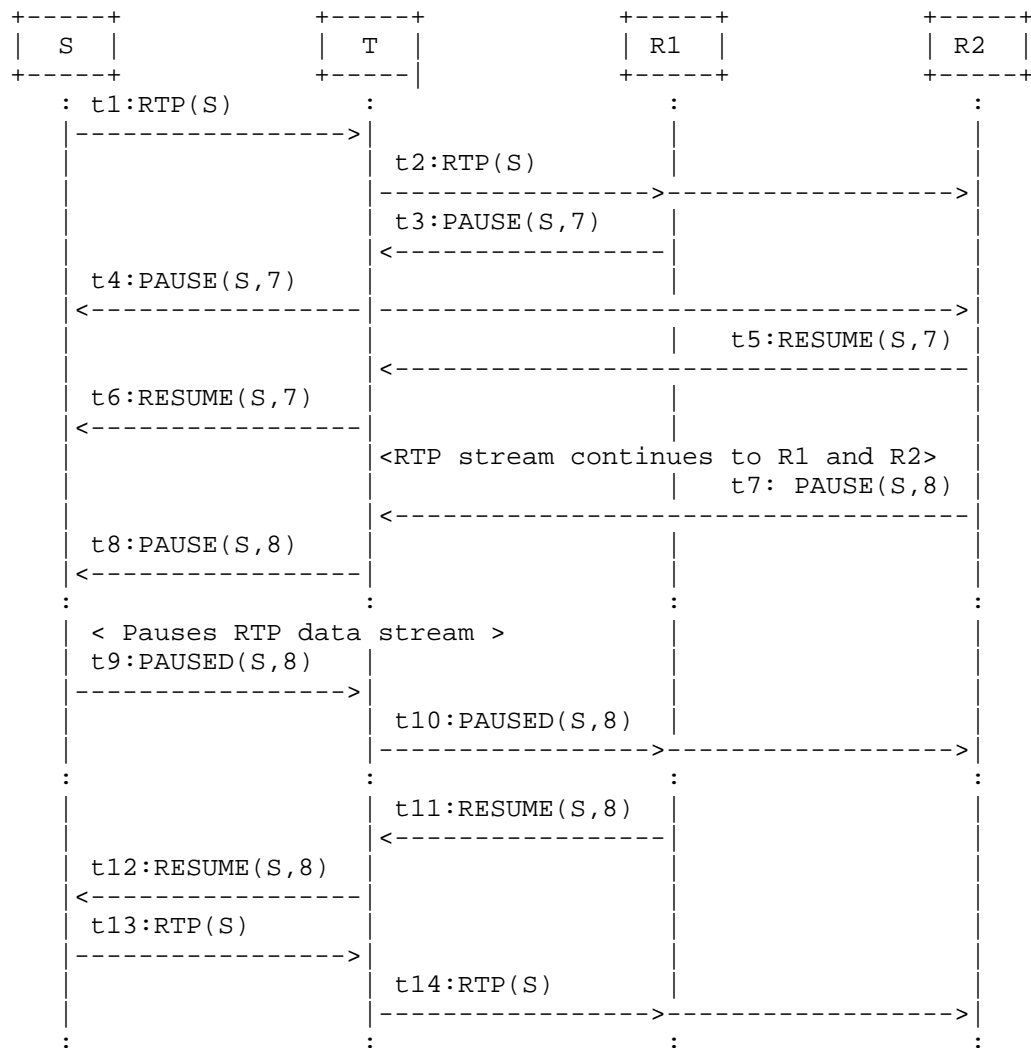 S T R1 R2
t1:RTP(S)
t2:RTP(S)
t3:PAUSE(S,7)
t4:PAUSE(S,7)
t5:RESUME(S,7)
t6:RESUME(S,7)
<RTP stream continues to R1 and R2>
t7: PAUSE(S,8)
t8:PAUSE(S,8)
< Pauses RTP data stream >
t9:PAUSED(S,8)
t10:PAUSED(S,8)
t11:RESUME(S,8)
t12:RESUME(S,8)
t13:RTP(S)
t14:RTP(S)